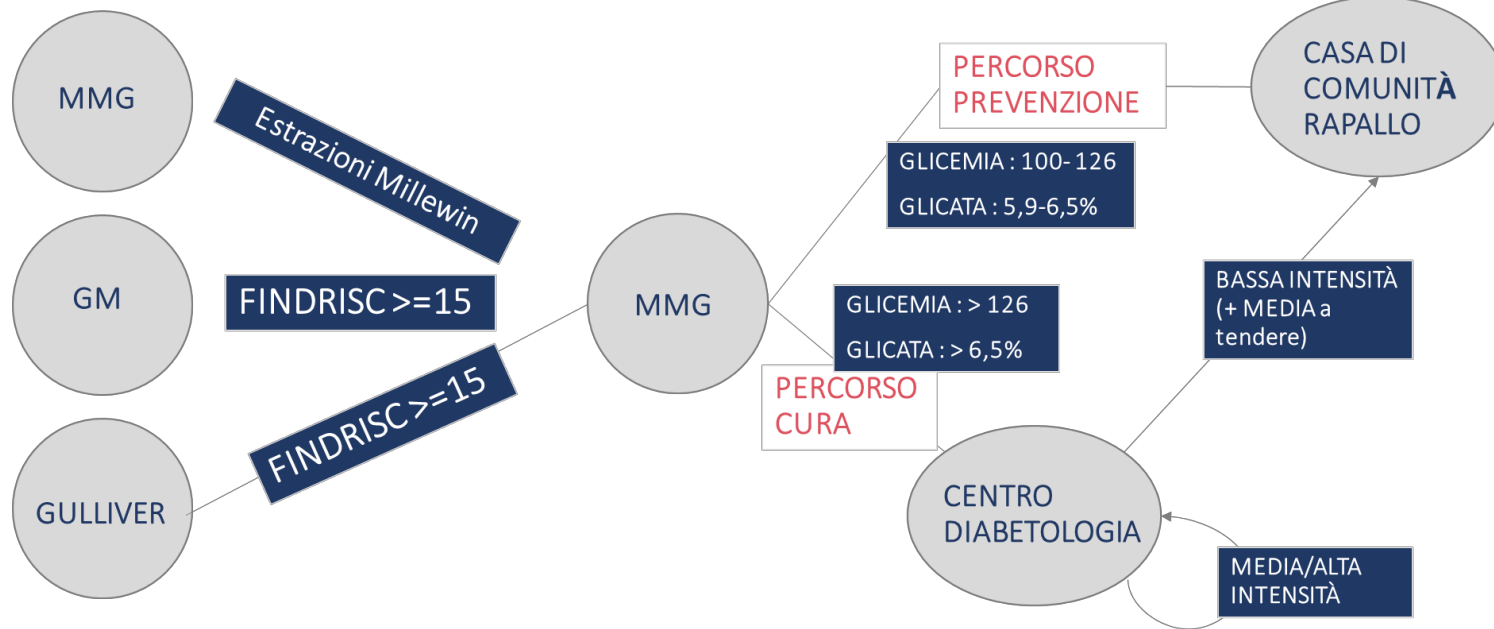 MMG
Estrazioni Millewin
GM
FINDRISC >=15
GULLIVER
FINDRISC >=15
MMG
PERCORSO
PREVENZIONE
GLICEMIA : 100- 126
GLICATA : 5,9-6,5%
GLICEMIA : > 126
GLICATA : > 6,5%
PERCORSO
CURA
CASA DI
COMUNITÀ
RAPALLO
BASSA INTENSITÀ
(+ MEDIA a
tendere)
CENTRO
DIABETOLOGIA
MEDIA/ALTA
INTENSITÀ